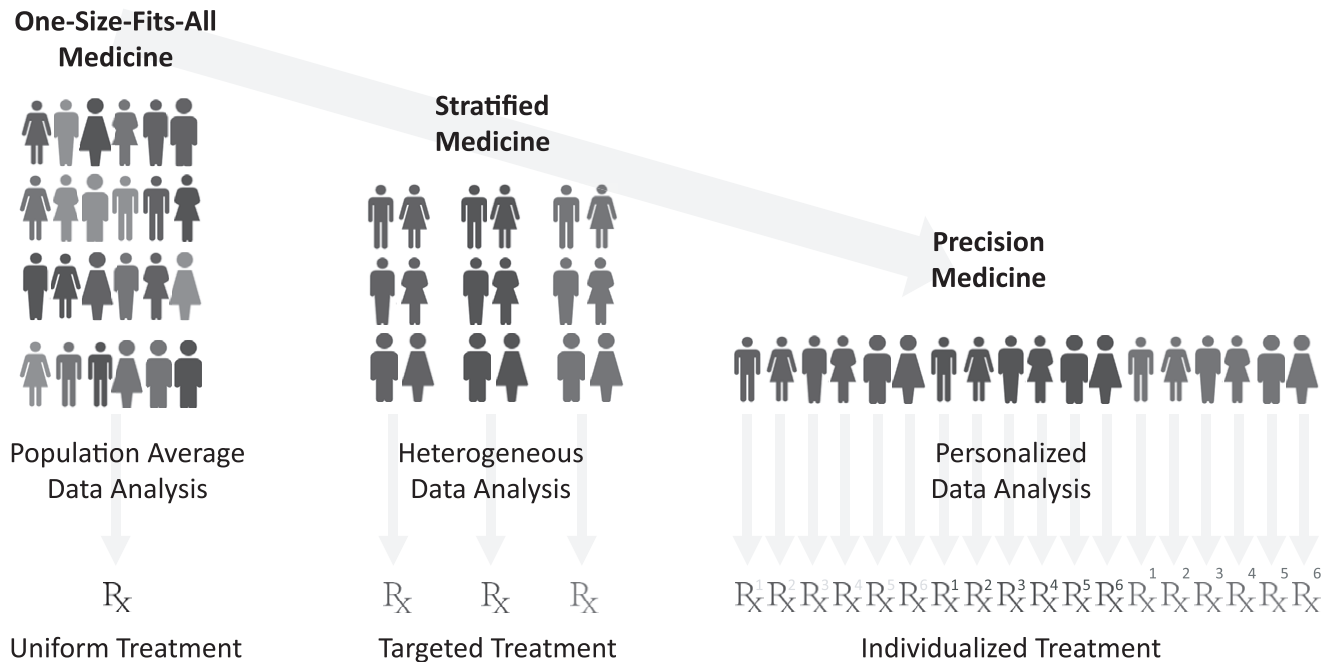 One-Size-Fits-All
Medicine
Stratified
Medicine
Precision
Medicine
Population Average
Data Analysis
Heterogeneous
Data Analysis
Personalized
Data Analysis
Rx
Rx Rx Rx
Rx1 Rx2 Rx3 Rx4 Rx5 Rx6 Rx1 Rx2 Rx3 Rx4 Rx5 Rx6 Rx1 Rx2 Rx3 Rx4 Rx5 Rx6
Uniform Treatment
Targeted Treatment
Individualized Treatment